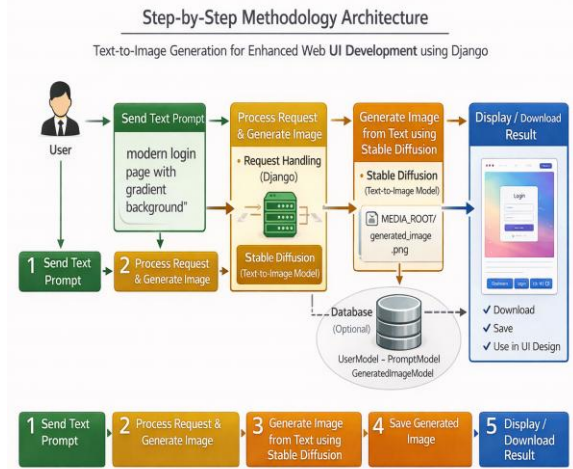 Step-by-Step Methodology Architecture
Text-to-Image Generation for Enhanced Web UI Development using Django
User
Send Text Prompt
modern login
page with
gradient
background"
Process Request
& Generate Image
• Request Handling
(Django)
Stable Diffusion
(Text-to-Image Model)
Generate Image
from Text using
Stable Diffusion
• Stable Diffusion
(Text-to-Image Model)
MEDIA_ROOT/
generated_image
.png
Display / Download
Result
Login
✓ Download
✓ Save
✓ Use in UI Design
1 Send Text
Prompt
2 Process Request
& Generate Image
Database
(Optional)
UserModel – PromptModel
GeneratedImageModel
1 Send Text
Prompt
2 Process Request &
Generate Image
3 Generate Image
from Text using
Stable Diffusion
4 Save Generated
Image
5 Display /
Download
Result